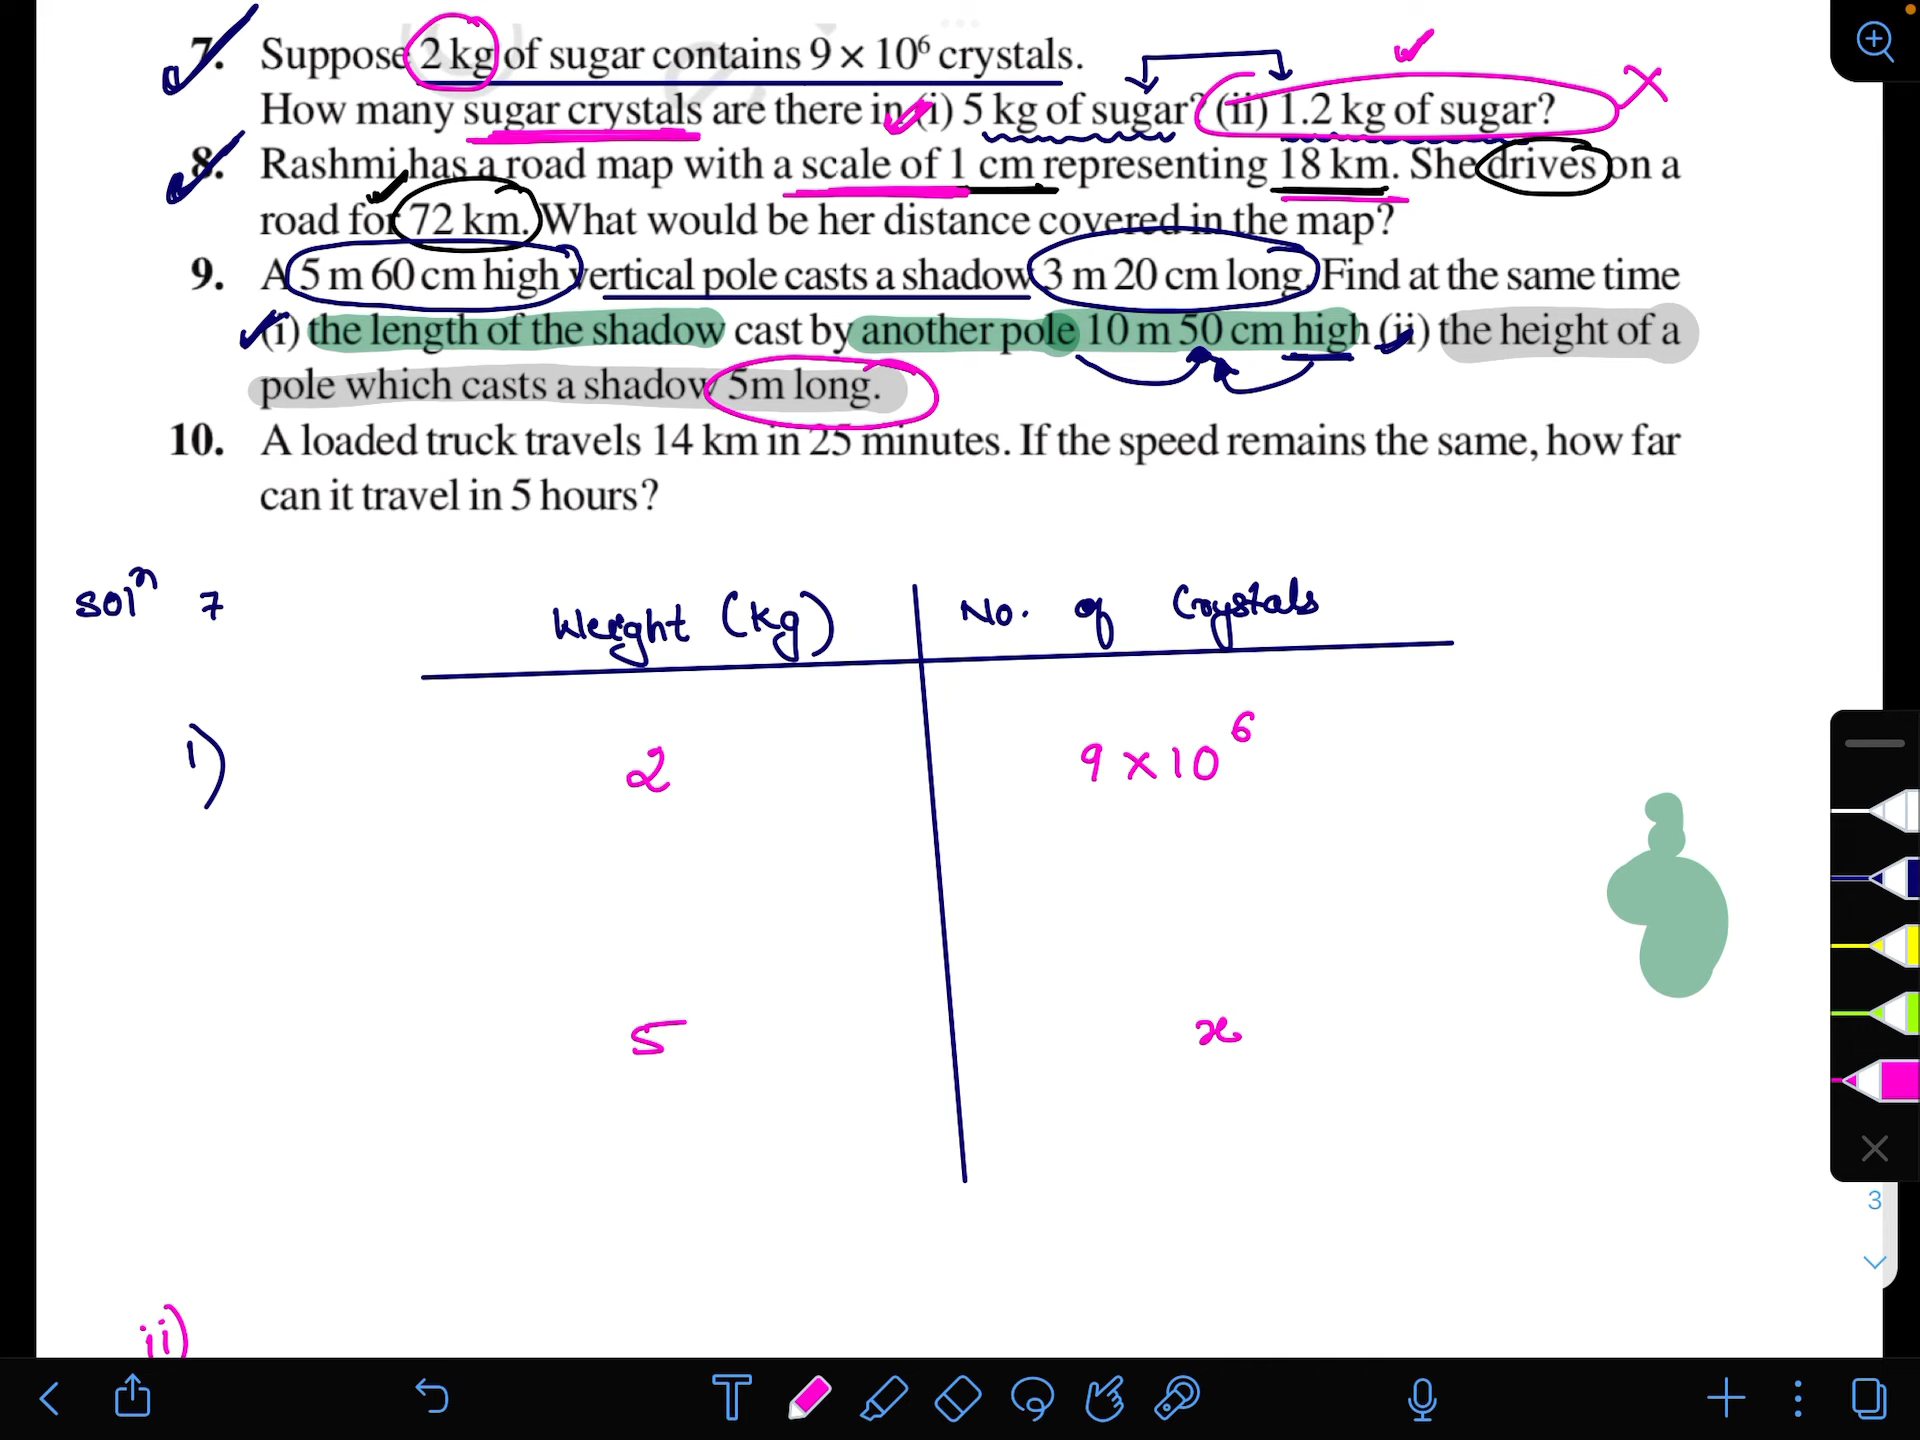 7. Suppose 2 kg of sugar contains 9 × 10⁶ crystals.
How many sugar crystals are there in (i) 5 kg of sugar? (ii) 1.2 kg of sugar?
8. Rashmi has a road map with a scale of 1 cm representing 18 km. She drives on a
road for 72 km. What would be her distance covered in the map?
9. A 5 m 60 cm high vertical pole casts a shadow 3 m 20 cm long. Find at the same time
(i) the length of the shadow cast by another pole 10 m 50 cm high (ii) the height of a
pole which casts a shadow 5m long.
10. A loaded truck travels 14 km in 25 minutes. If the speed remains the same, how far
can it travel in 5 hours?
solⁿ 7
Weight (kg) No. of Crystals
i) 2 9 × 10⁶
5 x
ii)
3